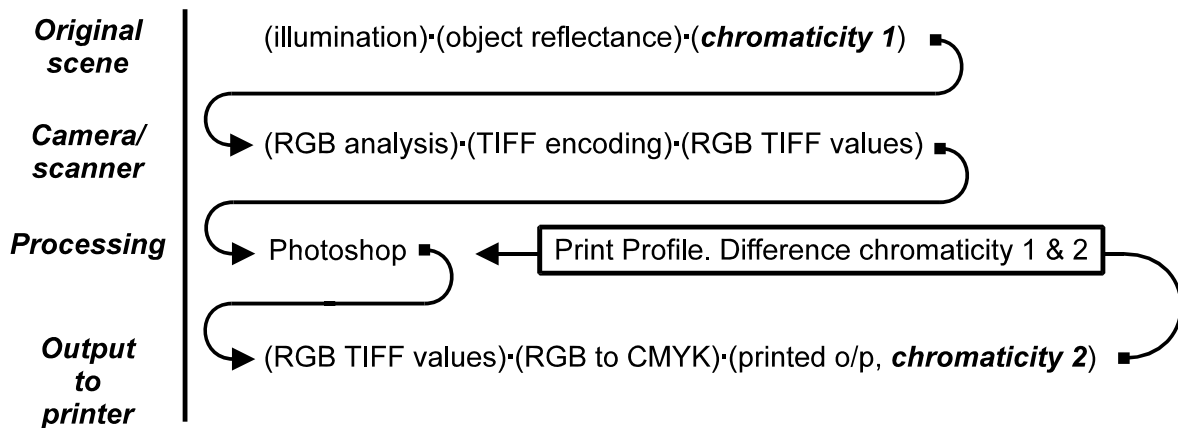 Original
scene
(illumination)·(object reflectance)·(chromaticity 1)
Camera/
scanner
(RGB analysis)·(TIFF encoding)·(RGB TIFF values)
Processing
Photoshop
Print Profile. Difference chromaticity 1 & 2
Output
to
printer
(RGB TIFF values)·(RGB to CMYK)·(printed o/p, chromaticity 2)